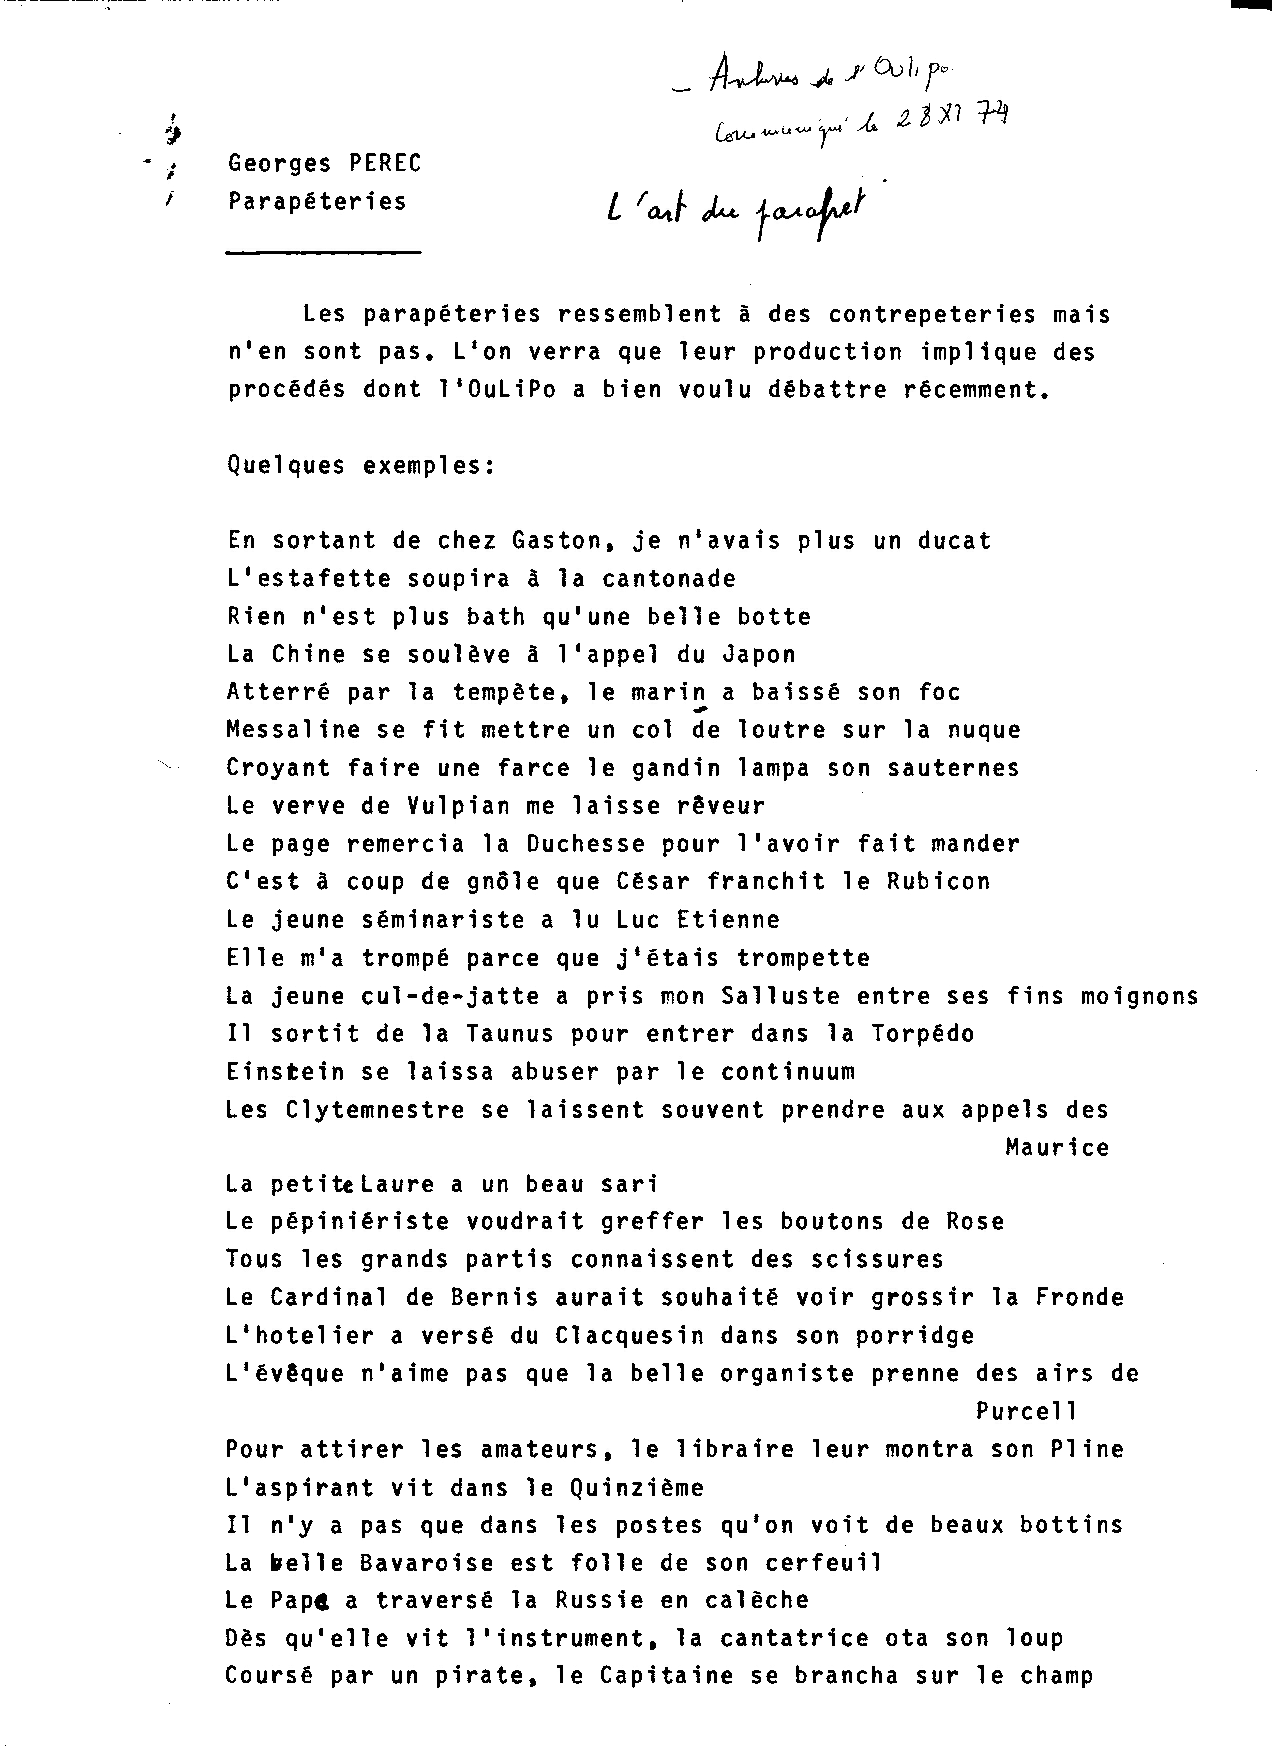 - Archives de l'Oulipo
Communiqué le 28 XI 74
Georges PEREC
Parapéteries
L'art du parapet
Les parapéteries ressemblent à des contrepeteries mais
n'en sont pas. L'on verra que leur production implique des
procédés dont l'OuLiPo a bien voulu débattre récemment.
Quelques exemples:
En sortant de chez Gaston, je n'avais plus un ducat
L'estafette soupira à la cantonade
Rien n'est plus bath qu'une belle botte
La Chine se soulève à l'appel du Japon
Atterré par la tempête, le marin a baissé son foc
Messaline se fit mettre un col de loutre sur la nuque
Croyant faire une farce le gandin lampa son sauternes
Le verve de Vulpian me laisse rêveur
Le page remercia la Duchesse pour l'avoir fait mander
C'est à coup de gnôle que César franchit le Rubicon
Le jeune séminariste a lu Luc Etienne
Elle m'a trompé parce que j'étais trompette
La jeune cul-de-jatte a pris mon Salluste entre ses fins moignons
Il sortit de la Taunus pour entrer dans la Torpédo
Einstein se laissa abuser par le continuum
Les Clytemnestre se laissent souvent prendre aux appels des
Maurice
La petite Laure a un beau sari
Le pépiniériste voudrait greffer les boutons de Rose
Tous les grands partis connaissent des scissures
Le Cardinal de Bernis aurait souhaité voir grossir la Fronde
L'hotelier a versé du Clacquesin dans son porridge
L'évêque n'aime pas que la belle organiste prenne des airs de
Purcell
Pour attirer les amateurs, le libraire leur montra son Pline
L'aspirant vit dans le Quinzième
Il n'y a pas que dans les postes qu'on voit de beaux bottins
La belle Bavaroise est folle de son cerfeuil
Le Pape a traversé la Russie en calèche
Dès qu'elle vit l'instrument, la cantatrice ota son loup
Coursé par un pirate, le Capitaine se brancha sur le champ